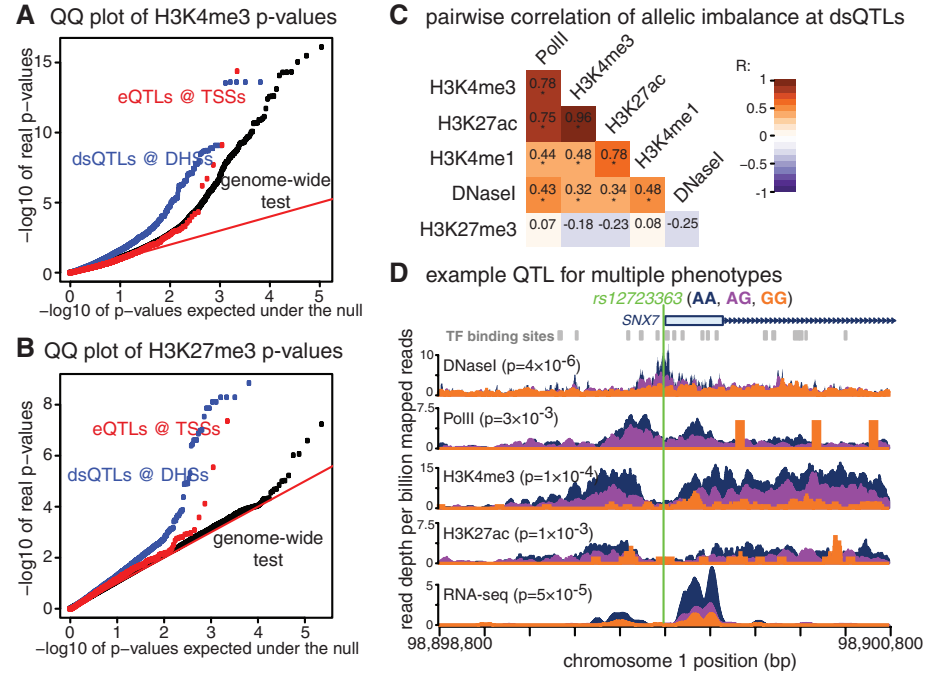 A QQ plot of H3K4me3 p-values
−log10 of real p−values
15
10
5
0
eQTLs @ TSSs
dsQTLs @ DHSs
genome-wide
test
0 1 2 3 4 5
−log10 of p−values expected under the null
B QQ plot of H3K27me3 p-values
−log10 of real p−values
8
6
4
2
0
eQTLs @ TSSs
dsQTLs @ DHSs
genome-wide
test
0 1 2 3 4 5
−log10 of p−values expected under the null
C pairwise correlation of allelic imbalance at dsQTLs
PolII
H3K4me3
H3K27ac
H3K4me1
DNaseI
H3K4me3 0.78 *
H3K27ac 0.75 * 0.96 *
H3K4me1 0.44 * 0.48 * 0.78 *
DNaseI 0.43 * 0.32 * 0.34 * 0.48 *
H3K27me3 0.07 -0.18 -0.23 0.08 -0.25
R:
1
0.5
0
−0.5
-1
D example QTL for multiple phenotypes
rs12723363 (AA, AG, GG)
SNX7
TF binding sites
read depth per billion mapped reads
10
0
DNaseI (p=4×10-6)
7.5
0
PolII (p=3×10-3)
15
0
H3K4me3 (p=1×10-4)
7.5
0
H3K27ac (p=1×10-3)
5
0
RNA-seq (p=5×10-5)
98,898,800 98,900,800
chromosome 1 position (bp)